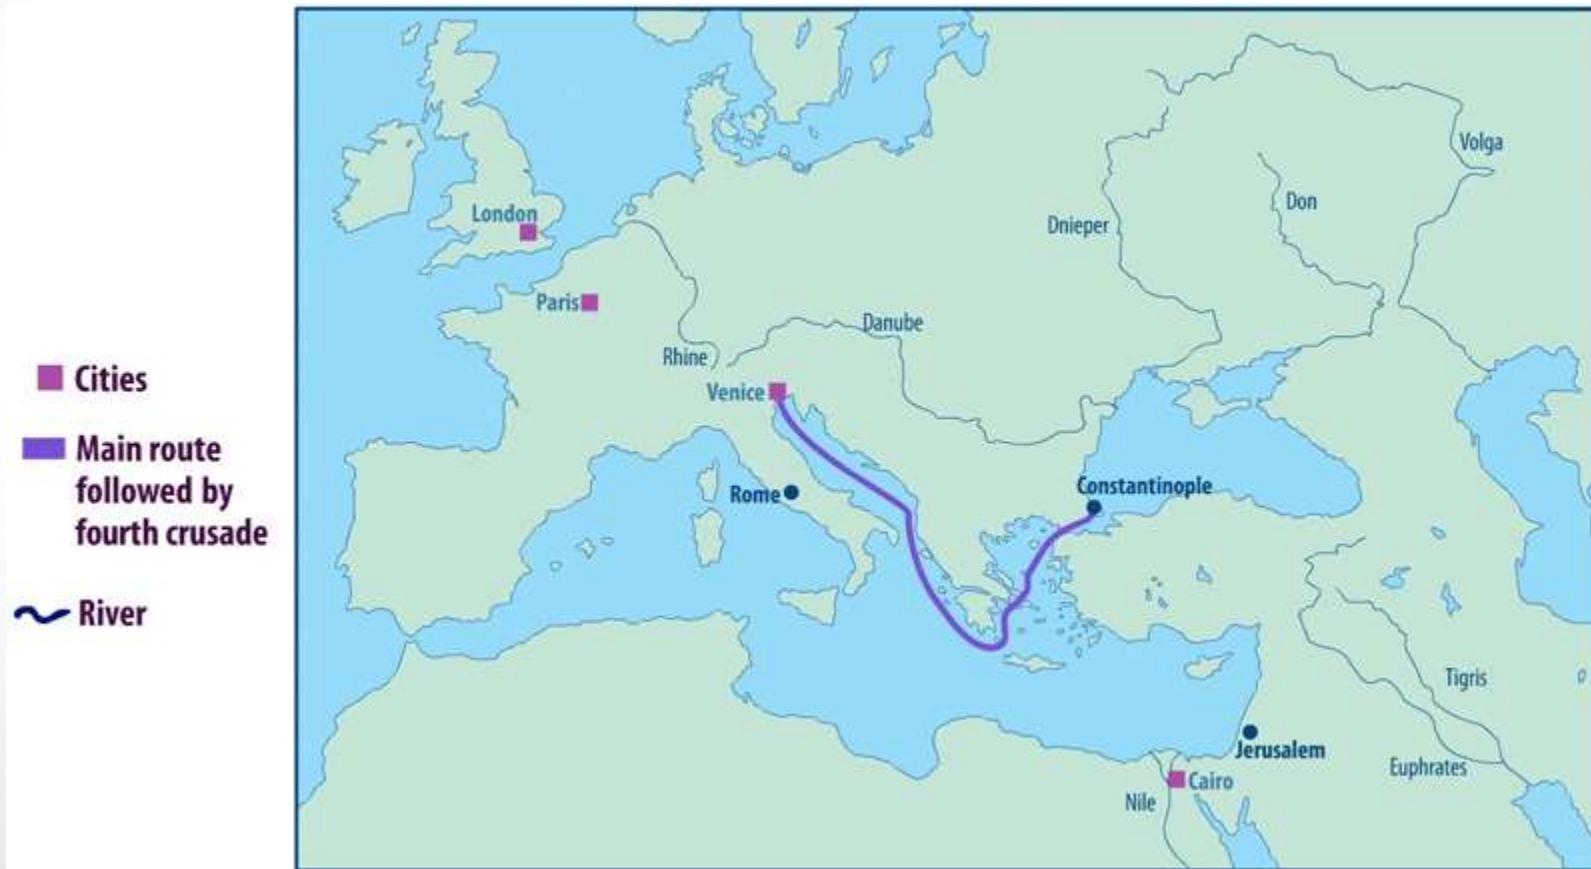 Cities
Main route
followed by
fourth crusade
River
London
Paris
Rhine
Venice
Danube
Dnieper
Don
Volga
Rome
Constantinople
Jerusalem
Cairo
Nile
Tigris
Euphrates